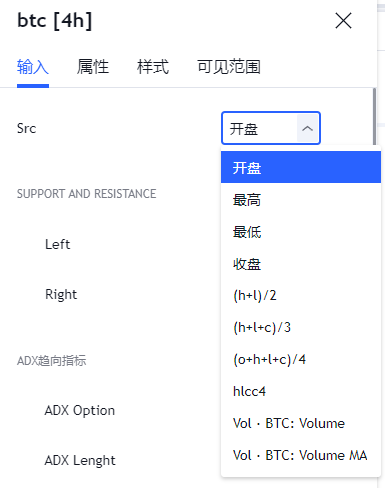 btc [4h]
输入 属性 样式 可见范围
Src 开盘
开盘
最高
最低
收盘
(h+l)/2
(h+l+c)/3
(o+h+l+c)/4
hlcc4
Vol · BTC: Volume
Vol · BTC: Volume MA
SUPPORT AND RESISTANCE
Left
Right
ADX趋向指标
ADX Option
ADX Lenght